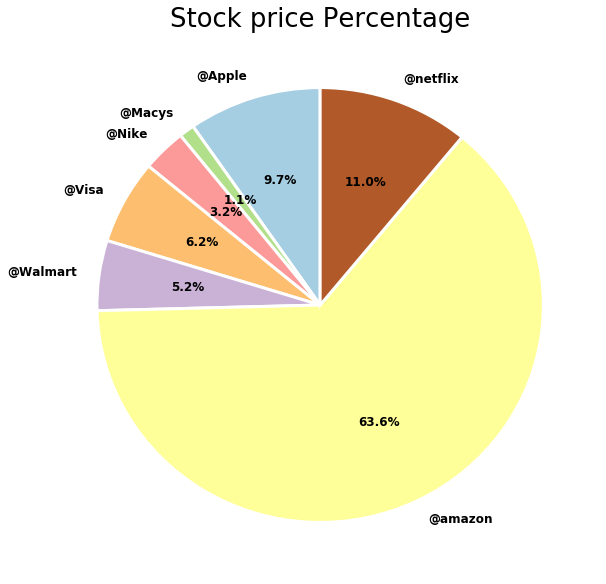 Stock price Percentage
@Apple
@netflix
@Macys
@Nike
9.7%
11.0%
@Visa
1.1%
3.2%
6.2%
@Walmart
5.2%
63.6%
@amazon